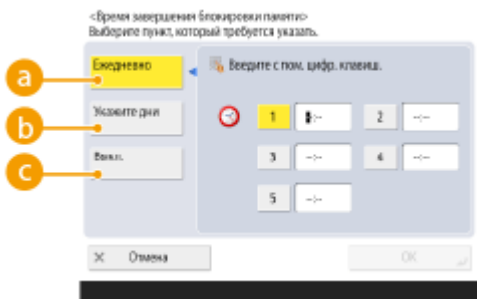 <Время завершения блокировки памяти>
Выберите пункт, который требуется указать.
a
Ежедневно
Введите с пом. цифр. клавиш.
b
Укажите дни
1
-:--
2
--:--
c
Выкл.
3
--:--
4
--:--
5
--:--
× Отмена
OK